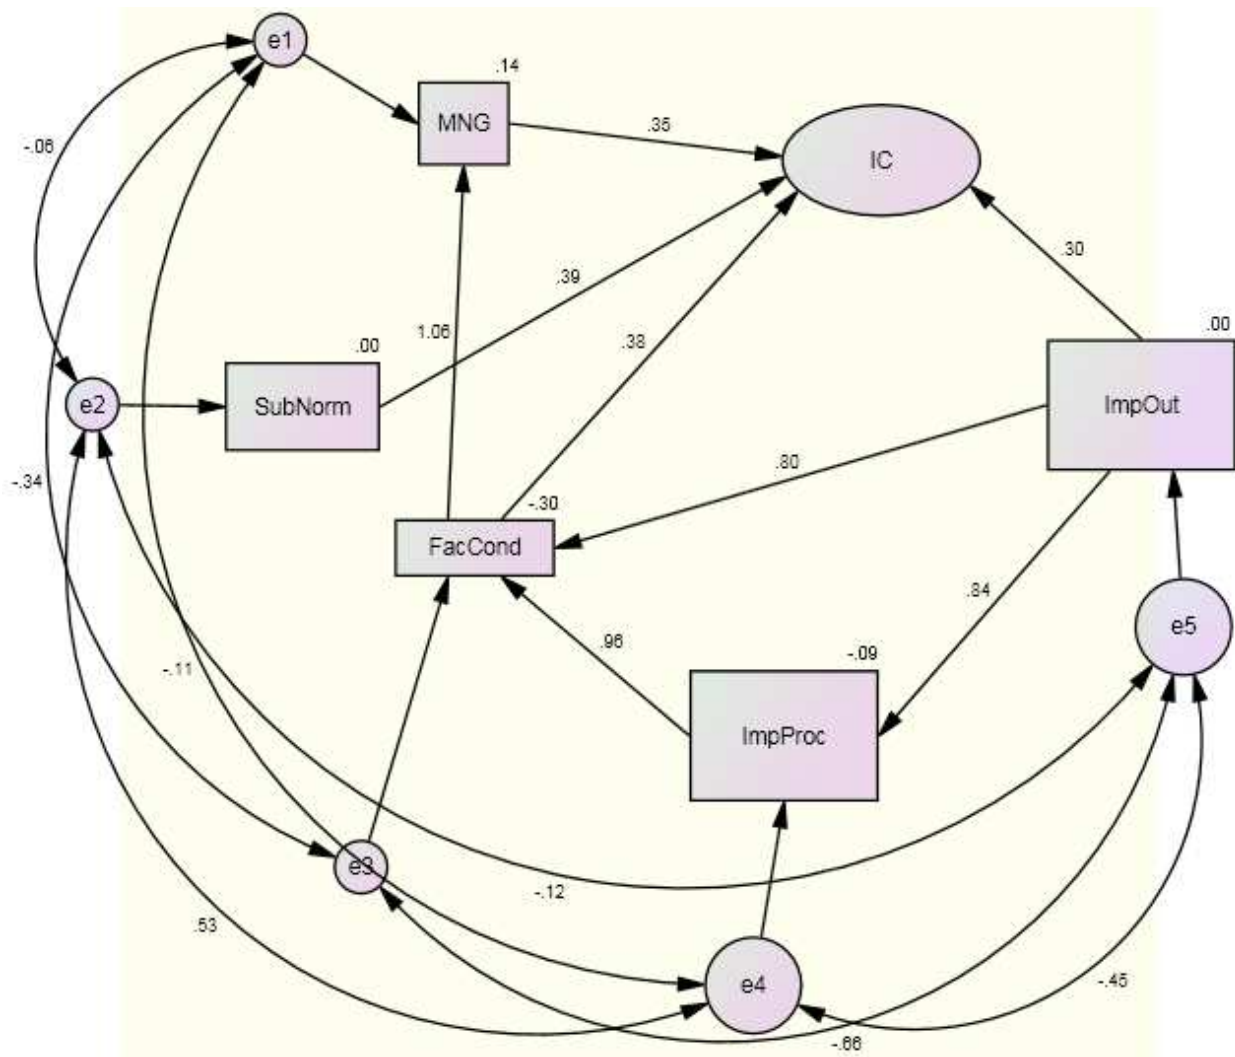 e1
.14
MNG
.35
IC
-.06
.30
.39
1.06
.38
.00
.00
SubNorm
e2
ImpOut
.80
-.34
-.30
FacCond
.84
.96
e5
-.09
-.11
ImpProc
e3
-.12
.53
e4
-.45
-.66